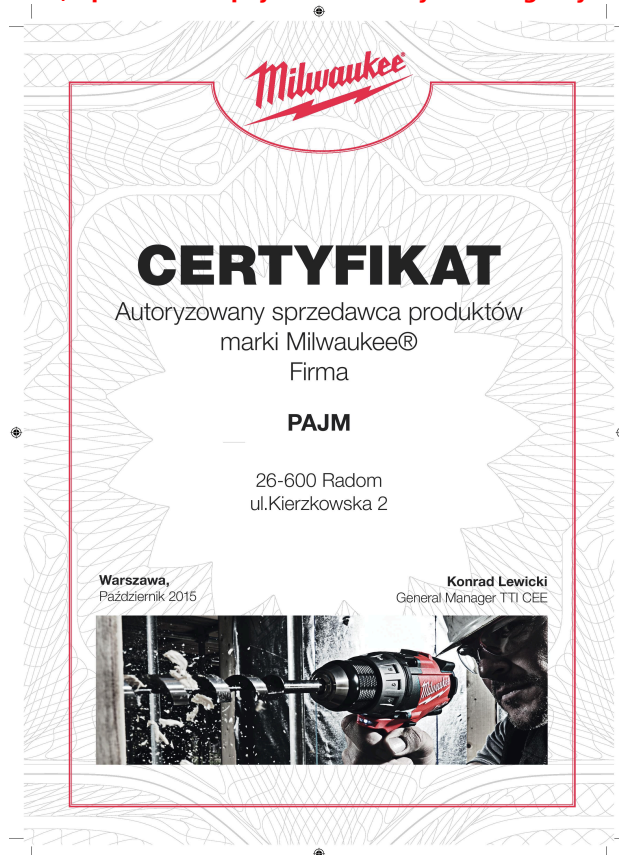 Milwaukee®
CERTYFIKAT
Autoryzowany sprzedawca produktów
marki Milwaukee®
Firma
PAJM
26-600 Radom
ul.Kierzkowska 2
Warszawa,
Październik 2015
Konrad Lewicki
General Manager TTI CEE
Milwaukee